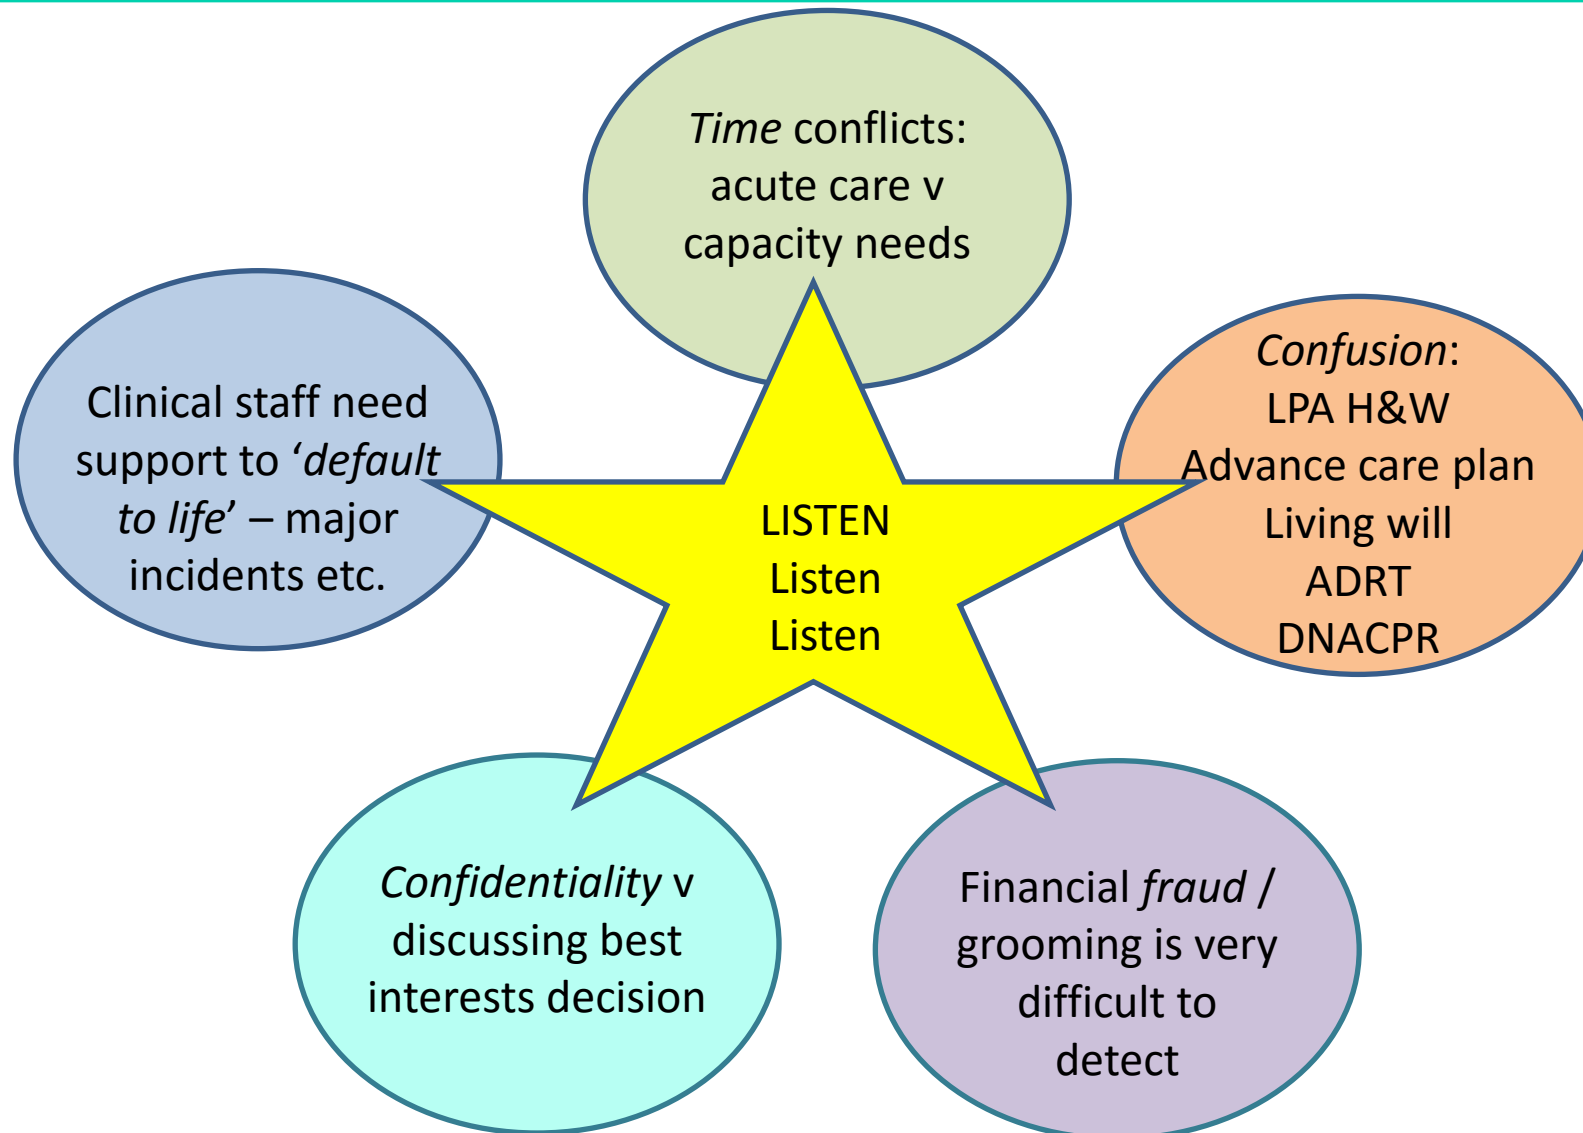 Time conflicts:
acute care v
capacity needs
Clinical staff need
support to ‘default
to life’ – major
incidents etc.
Confusion:
LPA H&W
Advance care plan
Living will
ADRT
DNACPR
LISTEN
Listen
Listen
Confidentiality v
discussing best
interests decision
Financial fraud /
grooming is very
difficult to
detect